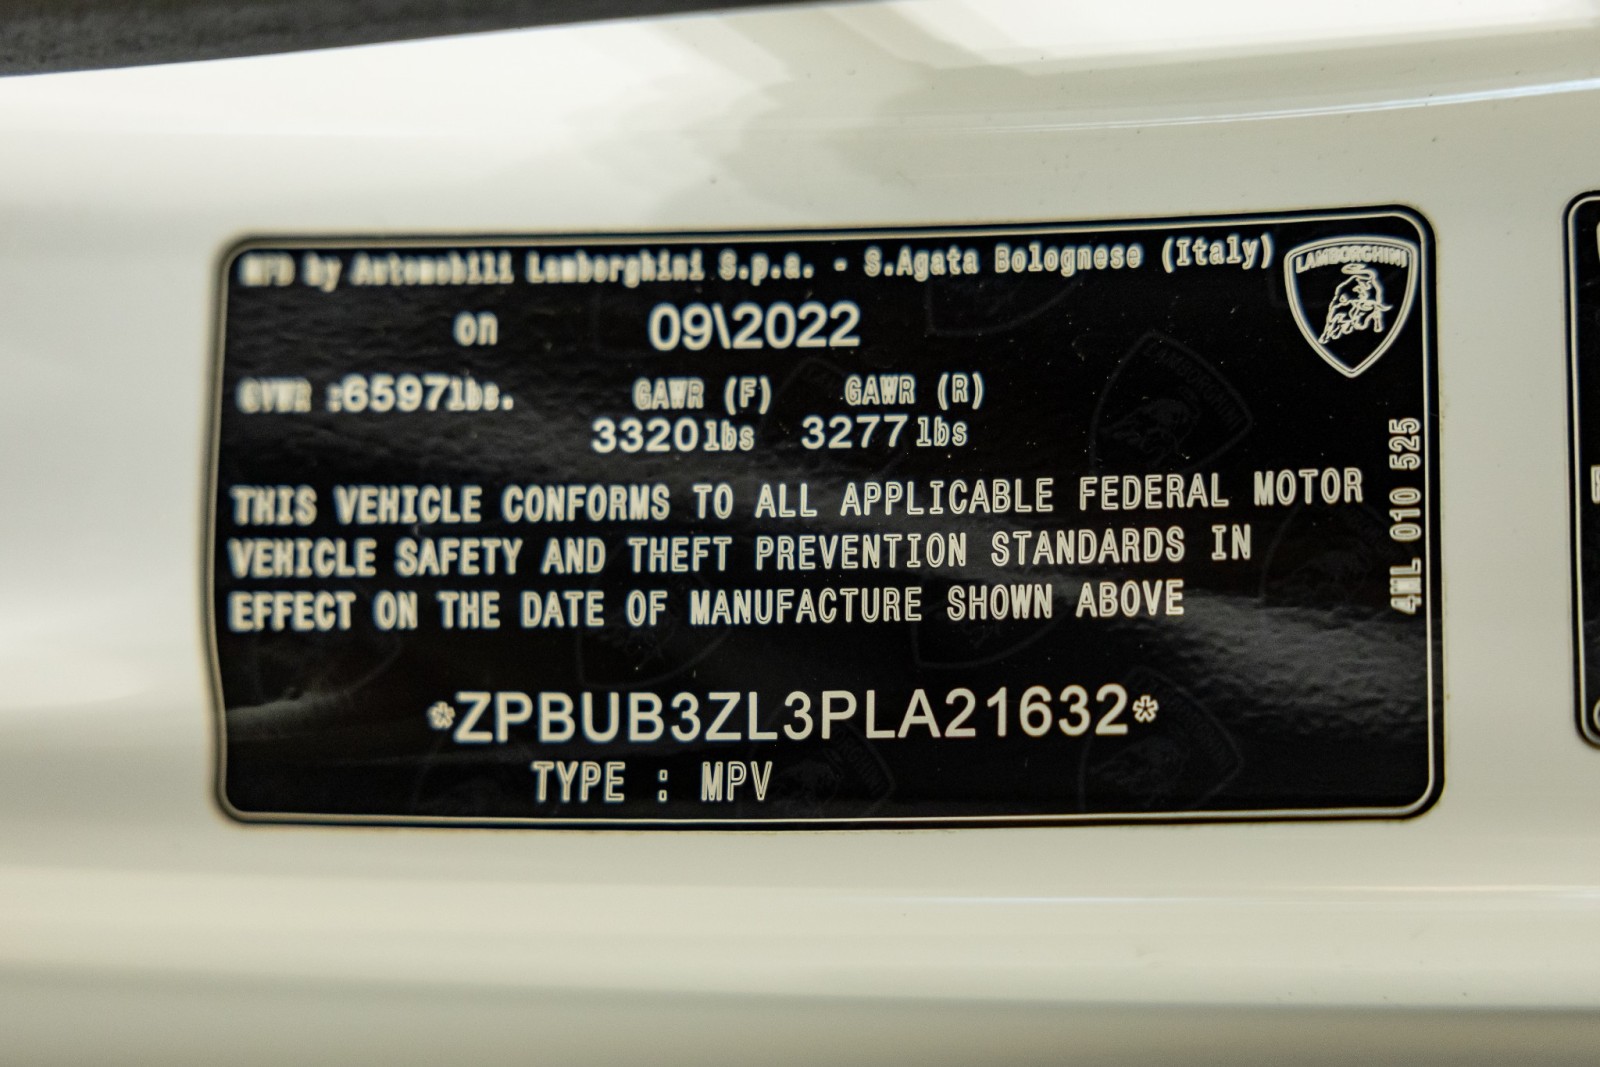 MFD by Automobili Lamborghini S.p.a. - S.Agata Bolognese (Italy)
LAMBORGHINI
on 09\2022
GVWR :6597lbs. GAWR (F) GAWR (R)
3320lbs 3277lbs
THIS VEHICLE CONFORMS TO ALL APPLICABLE FEDERAL MOTOR
VEHICLE SAFETY AND THEFT PREVENTION STANDARDS IN
EFFECT ON THE DATE OF MANUFACTURE SHOWN ABOVE
4ML 010 525
*ZPBUB3ZL3PLA21632*
TYPE : MPV